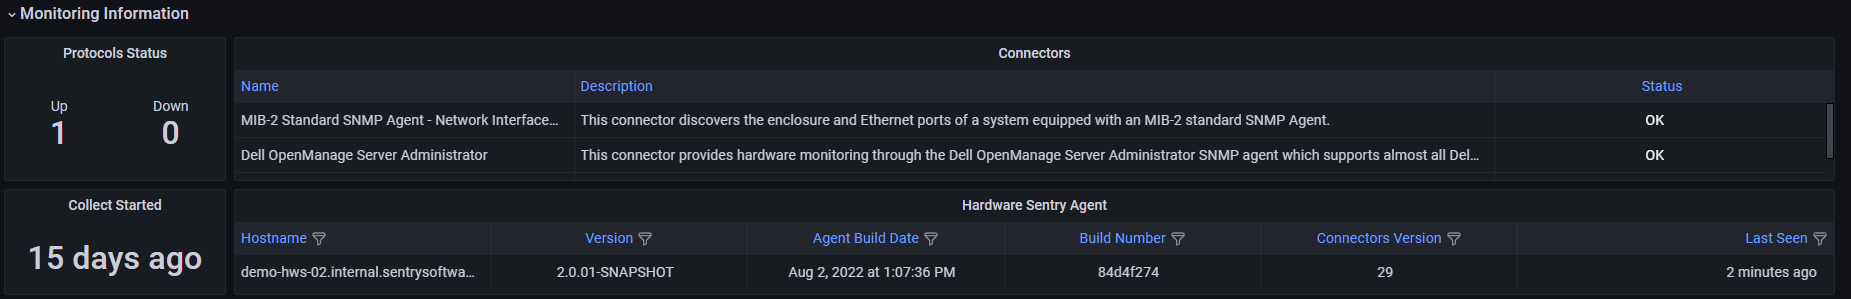 Monitoring Information
Protocols Status
Up Down
1 0
Connectors
Name Description Status
MIB-2 Standard SNMP Agent - Network Interface... This connector discovers the enclosure and Ethernet ports of a system equipped with an MIB-2 standard SNMP Agent. OK
Dell OpenManage Server Administrator This connector provides hardware monitoring through the Dell OpenManage Server Administrator SNMP agent which supports almost all Del... OK
Collect Started
15 days ago
Hardware Sentry Agent
Hostname Version Agent Build Date Build Number Connectors Version Last Seen
demo-hws-02.internal.sentrysoftwa... 2.0.01-SNAPSHOT Aug 2, 2022 at 1:07:36 PM 84d4f274 29 2 minutes ago